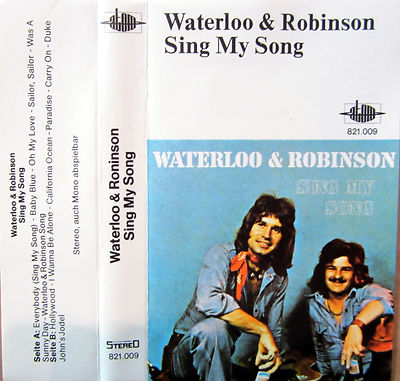 Waterloo & Robinson
Sing My Song
Seite A: Everybody (Sing My Song) - Baby Blue - Oh My Love - Sailor, Sailor - Was A
Sunny Day - Waterloo & Robinson Song
Seite B: Hollywood - I Wanna Be Alone - California Ocean - Paradise - Carry On - Duke
John's Jodel
Stereo, auch Mono abspielbar
atom
Waterloo & Roninson
Sing My Song
STEREO
821.009
Waterloo & Robinson
Sing My Song
atom
821.009
WATERLOO & ROBINSON
SING MY
SONG